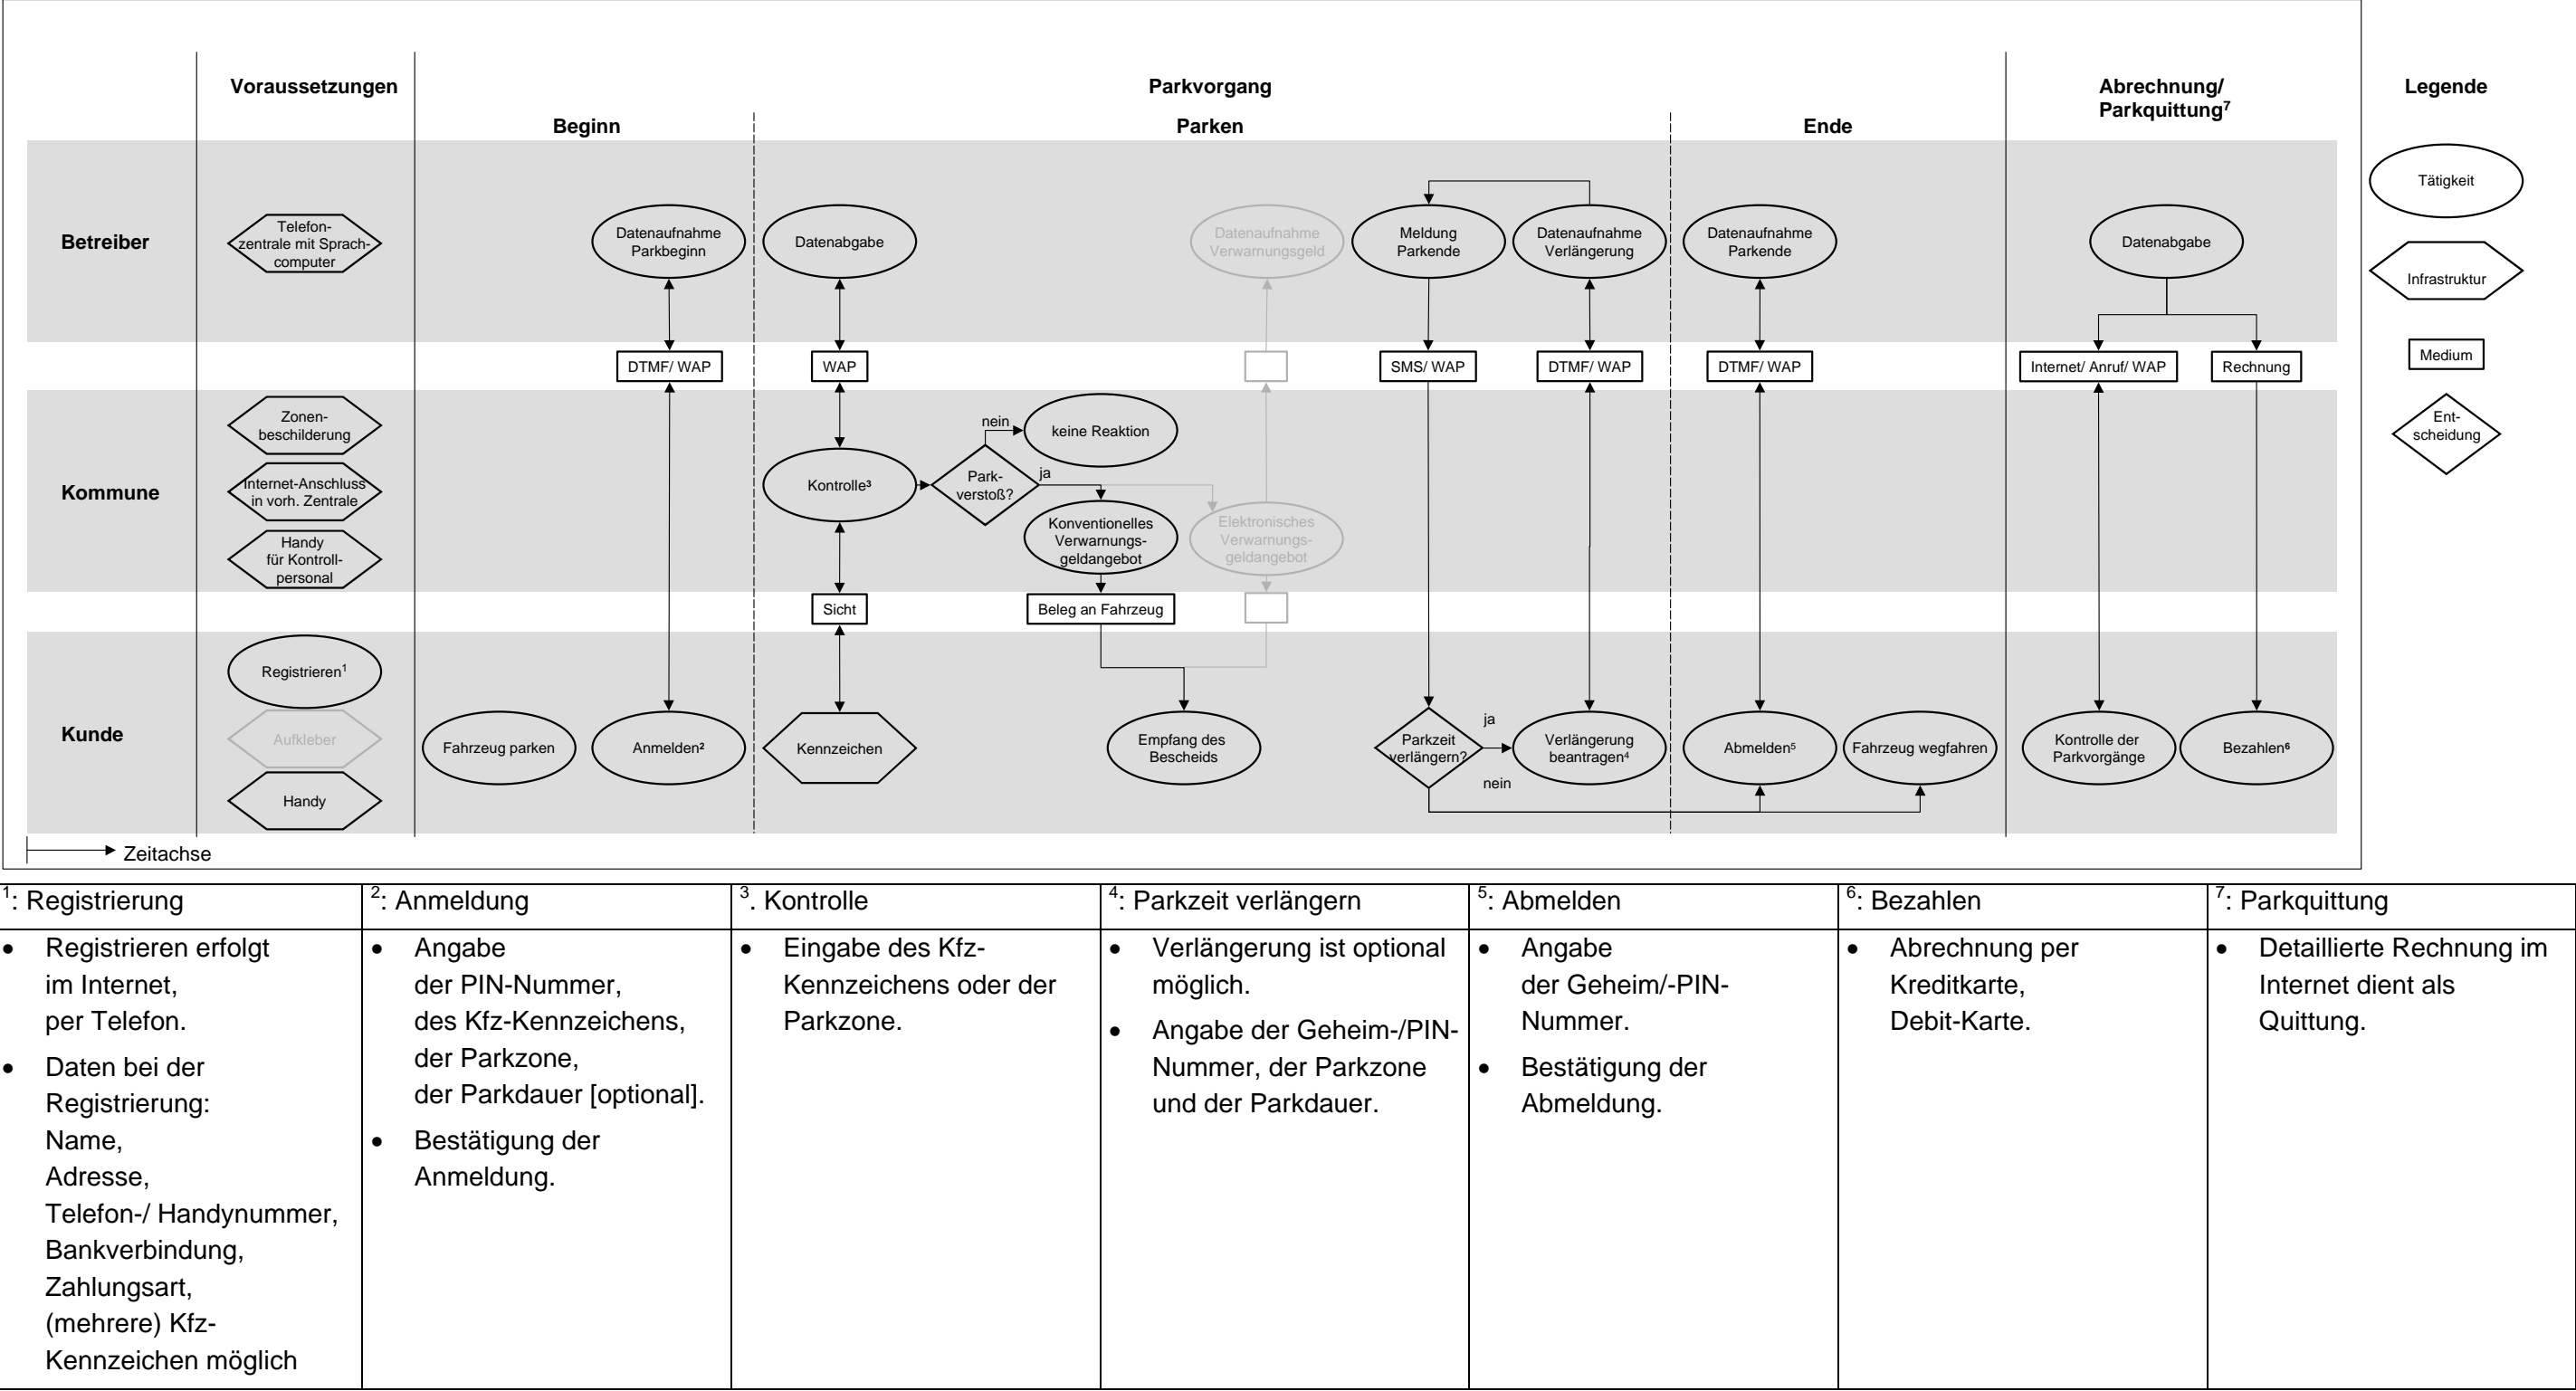 Voraussetzungen
Parkvorgang
Abrechnung/
Parkquittung7
Legende
Beginn
Parken
Ende
Betreiber
Telefon-
zentrale mit Sprach-
computer
Datenaufnahme
Parkbeginn
Datenabgabe
Datenaufnahme
Verwarnungsgeld
Meldung
Parkende
Datenaufnahme
Verlängerung
Datenaufnahme
Parkende
Datenabgabe
Tätigkeit
Infrastruktur
Medium
Ent-
scheidung
DTMF/ WAP
WAP
SMS/ WAP
DTMF/ WAP
DTMF/ WAP
Internet/ Anruf/ WAP
Rechnung
Kommune
Zonen-
beschilderung
Internet-Anschluss
in vorh. Zentrale
Handy
für Kontroll-
personal
Kontrolle3
Park-
verstoß?
nein
keine Reaktion
ja
Konventionelles
Verwarnungs-
geldangebot
Elektronisches
Verwarnungs-
geldangebot
Sicht
Beleg an Fahrzeug
Kunde
Registrieren1
Aufkleber
Handy
Fahrzeug parken
Anmelden2
Kennzeichen
Empfang des
Bescheids
Parkzeit
verlängern?
ja
nein
Verlängerung
beantragen4
Abmelden5
Fahrzeug wegfahren
Kontrolle der
Parkvorgänge
Bezahlen6
Zeitachse
1: Registrierung
• Registrieren erfolgt
im Internet,
per Telefon.
• Daten bei der
Registrierung:
Name,
Adresse,
Telefon-/ Handynummer,
Bankverbindung,
Zahlungsart,
(mehrere) Kfz-
Kennzeichen möglich
2: Anmeldung
• Angabe
der PIN-Nummer,
des Kfz-Kennzeichens,
der Parkzone,
der Parkdauer [optional].
• Bestätigung der
Anmeldung.
3. Kontrolle
• Eingabe des Kfz-
Kennzeichens oder der
Parkzone.
4: Parkzeit verlängern
• Verlängerung ist optional
möglich.
• Angabe der Geheim-/PIN-
Nummer, der Parkzone
und der Parkdauer.
5: Abmelden
• Angabe
der Geheim/-PIN-
Nummer.
• Bestätigung der
Abmeldung.
6: Bezahlen
• Abrechnung per
Kreditkarte,
Debit-Karte.
7: Parkquittung
• Detaillierte Rechnung im
Internet dient als
Quittung.